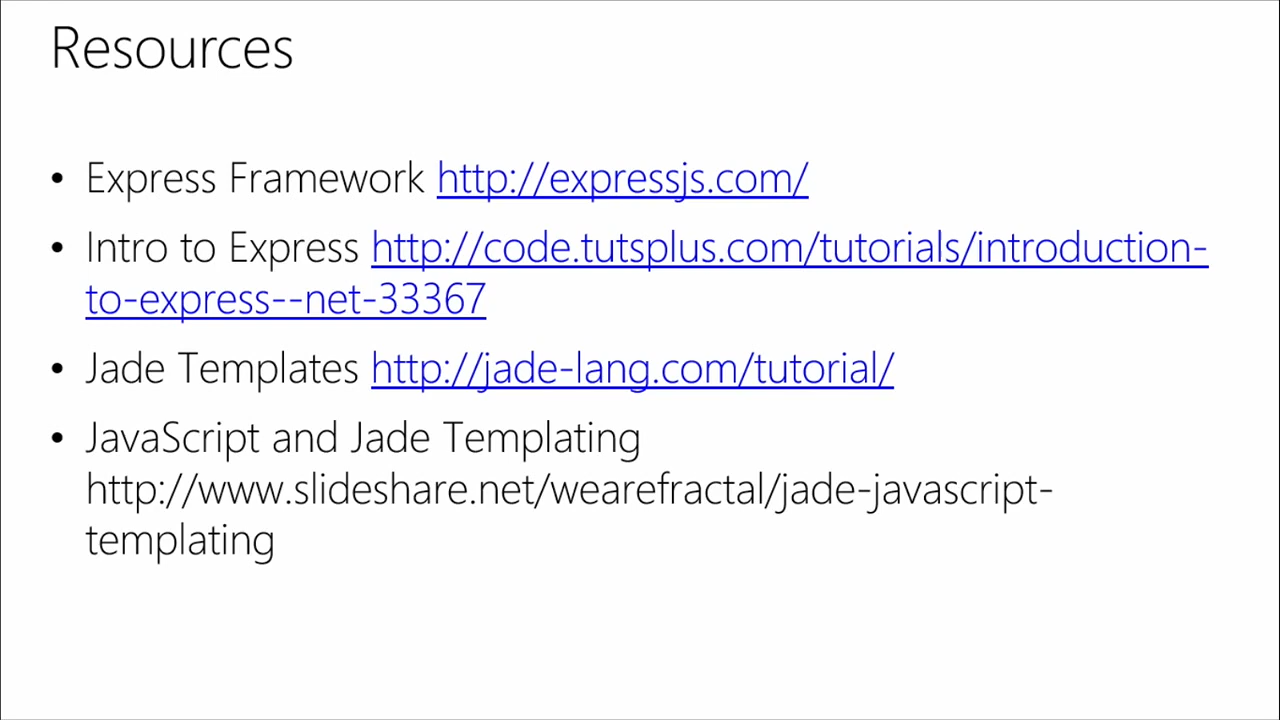 Resources
• Express Framework http://expressjs.com/
• Intro to Express http://code.tutsplus.com/tutorials/introduction-
to-express--net-33367
• Jade Templates http://jade-lang.com/tutorial/
• JavaScript and Jade Templating
http://www.slideshare.net/wearefractal/jade-javascript-
templating